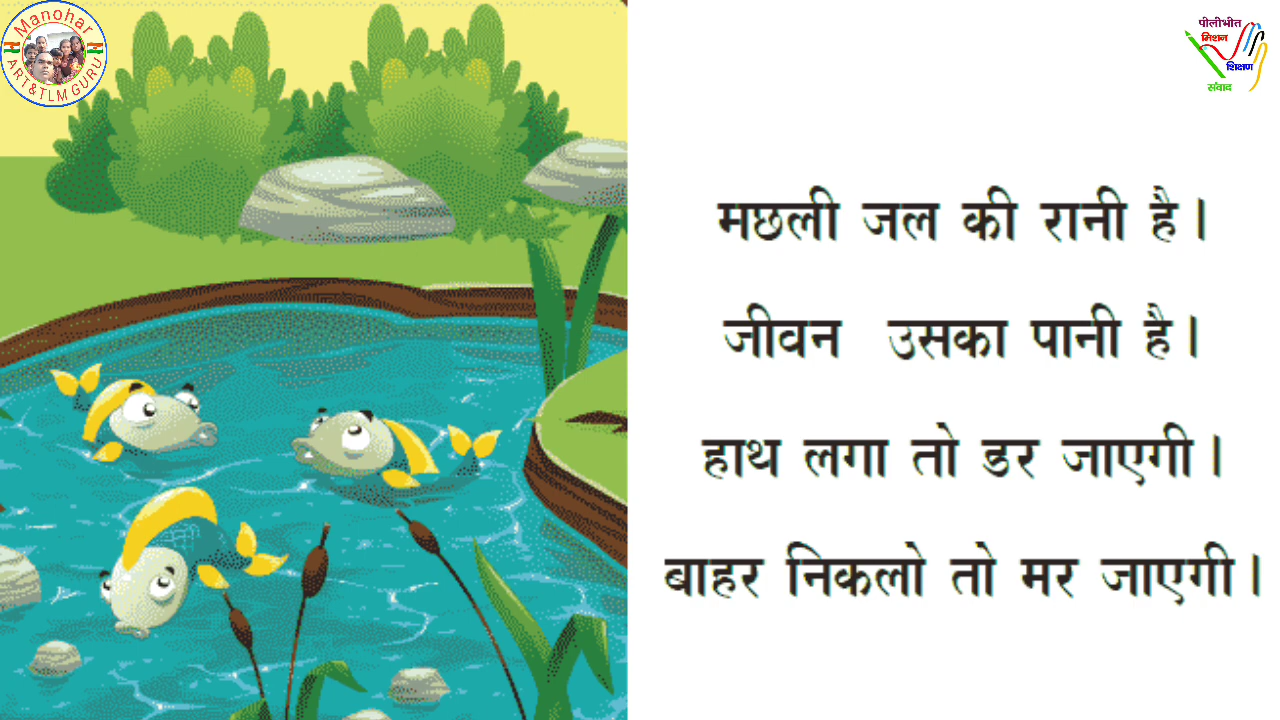 Manohar
ART&TLM GURU
पीलीभीत
मिशन
शिक्षण
संवाद
मछली जल की रानी है।
जीवन उसका पानी है।
हाथ लगा तो डर जाएगी।
बाहर निकलो तो मर जाएगी।